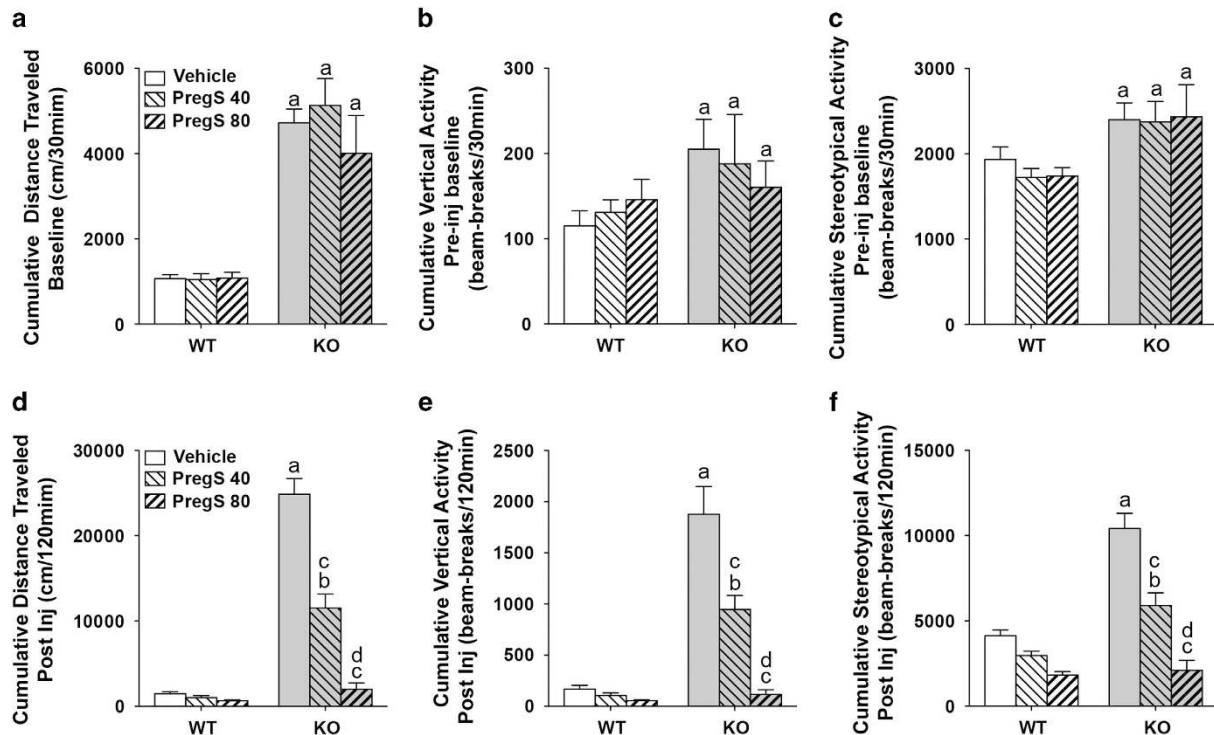 a
Cumulative Distance Traveled
Baseline (cm/30mim)
6000
4000
2000
0
Vehicle
PregS 40
PregS 80
a
a
a
WT
KO
b
Cumulative Vertical Activity
Pre-inj baseline
(beam-breaks/30min)
300
200
100
0
a
a
a
WT
KO
c
Cumulative Stereotypical Activity
Pre-inj baseline
(beam-breaks/30min)
3000
2000
1000
0
a
a
a
WT
KO
d
Cumulative Distance Traveled
Post Inj (cm/120mim)
30000
20000
10000
0
Vehicle
PregS 40
PregS 80
a
c
b
d
c
WT
KO
e
Cumulative Vertical Activity
Post Inj (beam-breaks/120min)
2500
2000
1500
1000
500
0
a
c
b
d
c
WT
KO
f
Cumulative Stereotypical Activity
Post Inj (beam-breaks/120min)
15000
10000
5000
0
a
c
b
d
c
WT
KO